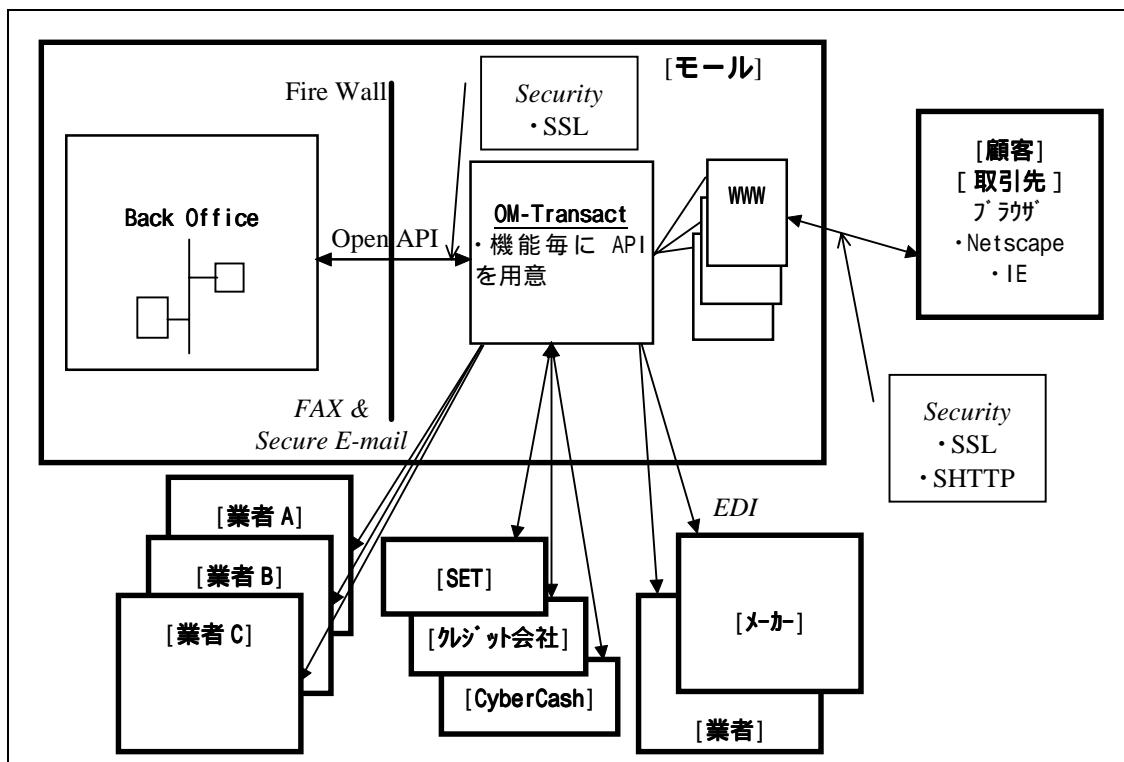 [モール]
Fire Wall
Security
・SSL
Back Office
Open API
OM-Transact
・機能毎に API
を用意
WWW
[顧客]
[ 取引先 ]
ﾌﾞﾗｳｻﾞ
・Netscape
・IE
FAX &
Secure E-mail
Security
・SSL
・SHTTP
EDI
[業者 A]
[業者 B]
[業者 C]
[SET]
[ｸﾚｼﾞｯﾄ会社]
[CyberCash]
[ﾒｰｶｰ]
[業者]